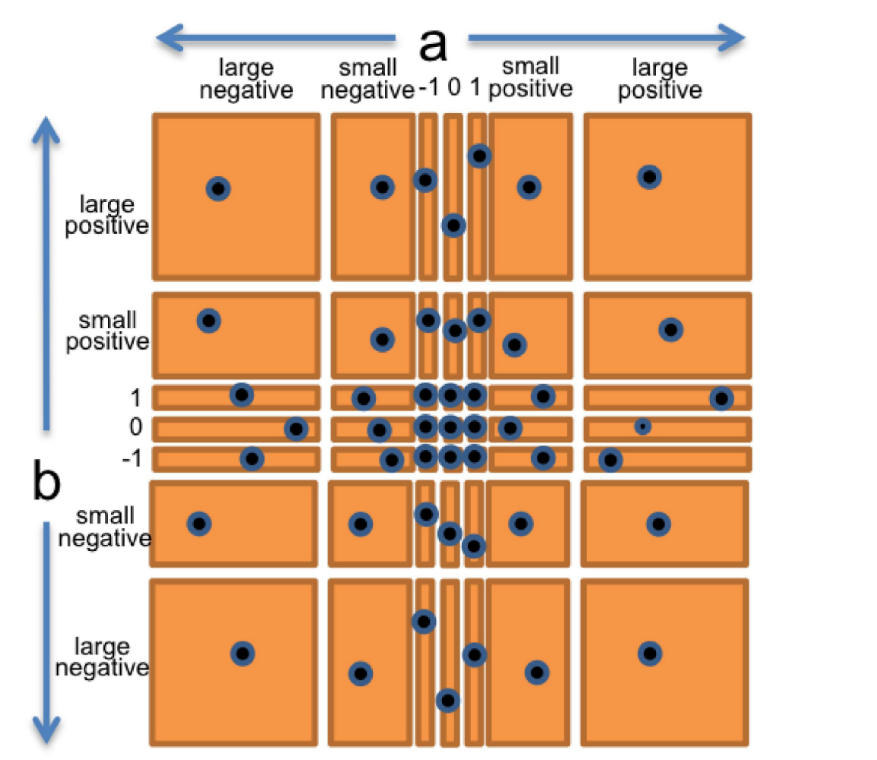 a
large
negative
small
negative
-1 0 1
small
positive
large
positive
large
positive
small
positive
1
0
-1
b
small
negative
large
negative